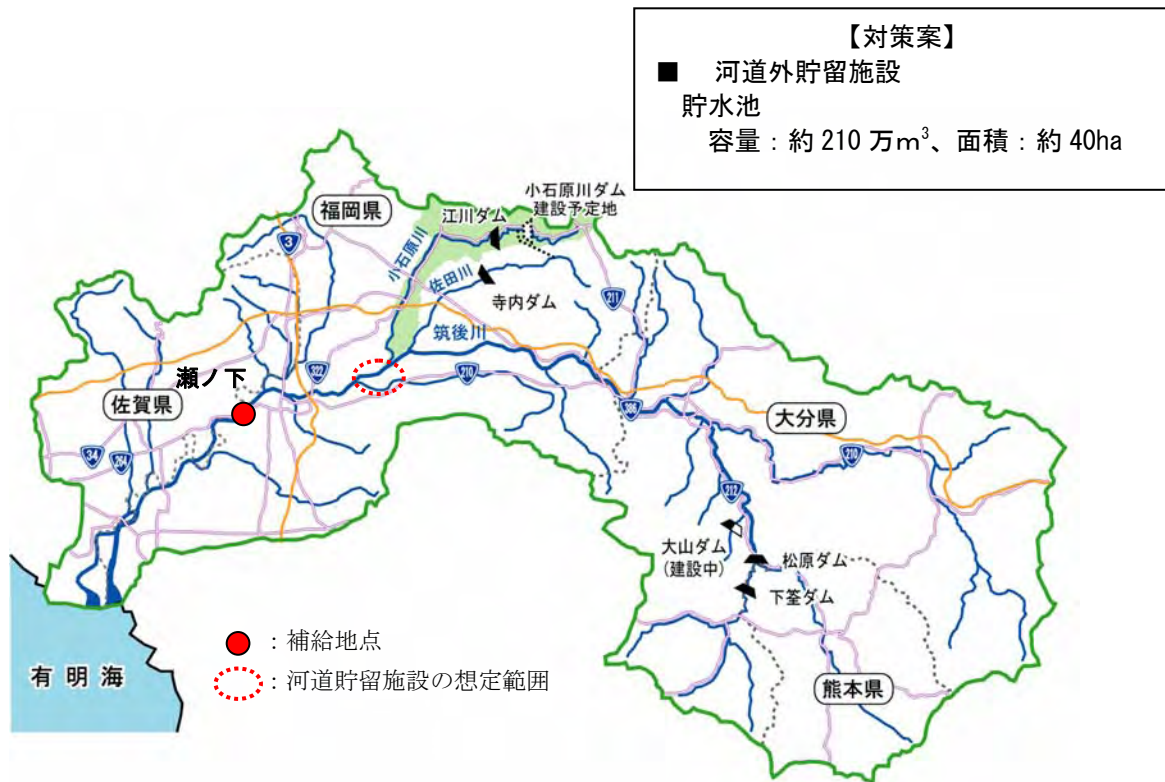 【対策案】
■ 河道外貯留施設
貯水池
容量：約 210 万m³、面積：約 40ha
小石原川ダム
建設予定地
江川ダム
福岡県
3
小石原川
佐田川
寺内ダム
211
筑後川
瀬ノ下
322
210
佐賀県
386
大分県
34
264
210
212
大山ダム
(建設中)
松原ダム
下筌ダム
：補給地点
：河道貯留施設の想定範囲
有明海
熊本県